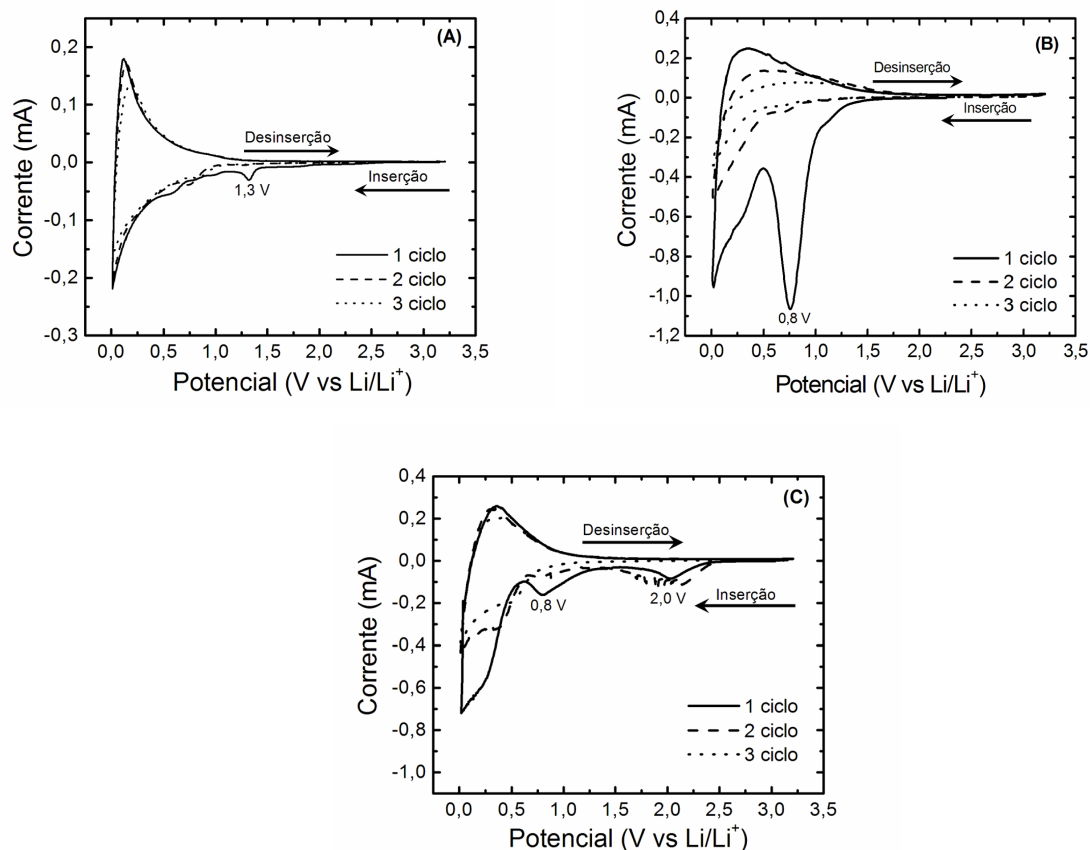 (A)
0,2
0,1
0,0
-0,1
-0,2
-0,3
Corrente (mA)
Desinserção
Inserção
1,3 V
1 ciclo
2 ciclo
3 ciclo
0,0 0,5 1,0 1,5 2,0 2,5 3,0 3,5
Potencial (V vs Li/Li⁺)
(B)
0,4
0,2
0,0
-0,2
-0,4
-0,6
-0,8
-1,0
-1,2
Corrente (mA)
Desinserção
Inserção
0,8 V
1 ciclo
2 ciclo
3 ciclo
0,0 0,5 1,0 1,5 2,0 2,5 3,0 3,5
Potencial (V vs Li/Li⁺)
(C)
0,4
0,2
0,0
-0,2
-0,4
-0,6
-0,8
-1,0
Corrente (mA)
Desinserção
Inserção
0,8 V
2,0 V
1 ciclo
2 ciclo
3 ciclo
0,0 0,5 1,0 1,5 2,0 2,5 3,0 3,5
Potencial (V vs Li/Li⁺)